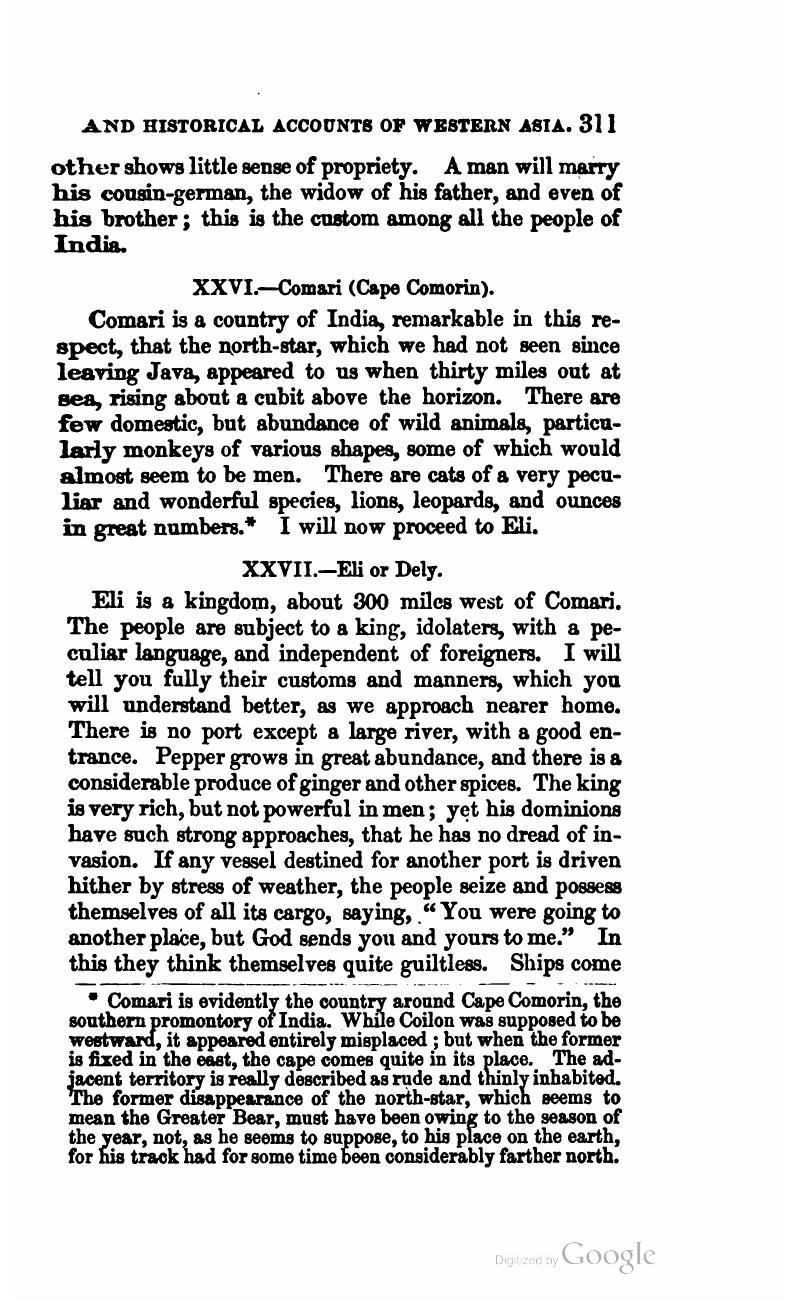 AND HISTORICAL ACCOUNTS OF WESTERN ASIA. 311
other shows little sense of propriety. A man will marry
his cousin-german, the widow of his father, and even of
his brother; this is the custom among all the people of
India.
XXVI.—Comari (Cape Comorin).
Comari is a country of India, remarkable in this re-
spect, that the north-star, which we had not seen since
leaving Java, appeared to us when thirty miles out at
sea, rising about a cubit above the horizon. There are
few domestic, but abundance of wild animals, particu-
larly monkeys of various shapes, some of which would
almost seem to be men. There are cats of a very pecu-
liar and wonderful species, lions, leopards, and ounces
in great numbers.* I will now proceed to Eli.
XXVII.—Eli or Dely.
Eli is a kingdom, about 300 miles west of Comari.
The people are subject to a king, idolaters, with a pe-
culiar language, and independent of foreigners. I will
tell you fully their customs and manners, which you
will understand better, as we approach nearer home.
There is no port except a large river, with a good en-
trance. Pepper grows in great abundance, and there is a
considerable produce of ginger and other spices. The king
is very rich, but not powerful in men; yet his dominions
have such strong approaches, that he has no dread of in-
vasion. If any vessel destined for another port is driven
hither by stress of weather, the people seize and possess
themselves of all its cargo, saying, “You were going to
another place, but God sends you and yours to me.” In
this they think themselves quite guiltless. Ships come
* Comari is evidently the country around Cape Comorin, the
southern promontory of India. While Coilon was supposed to be
westward, it appeared entirely misplaced; but when the former
is fixed in the east, the cape comes quite in its place. The ad-
jacent territory is really described as rude and thinly inhabited.
The former disappearance of the north-star, which seems to
mean the Greater Bear, must have been owing to the season of
the year, not, as he seems to suppose, to his place on the earth,
for his track had for some time been considerably farther north.
Digitized by Google